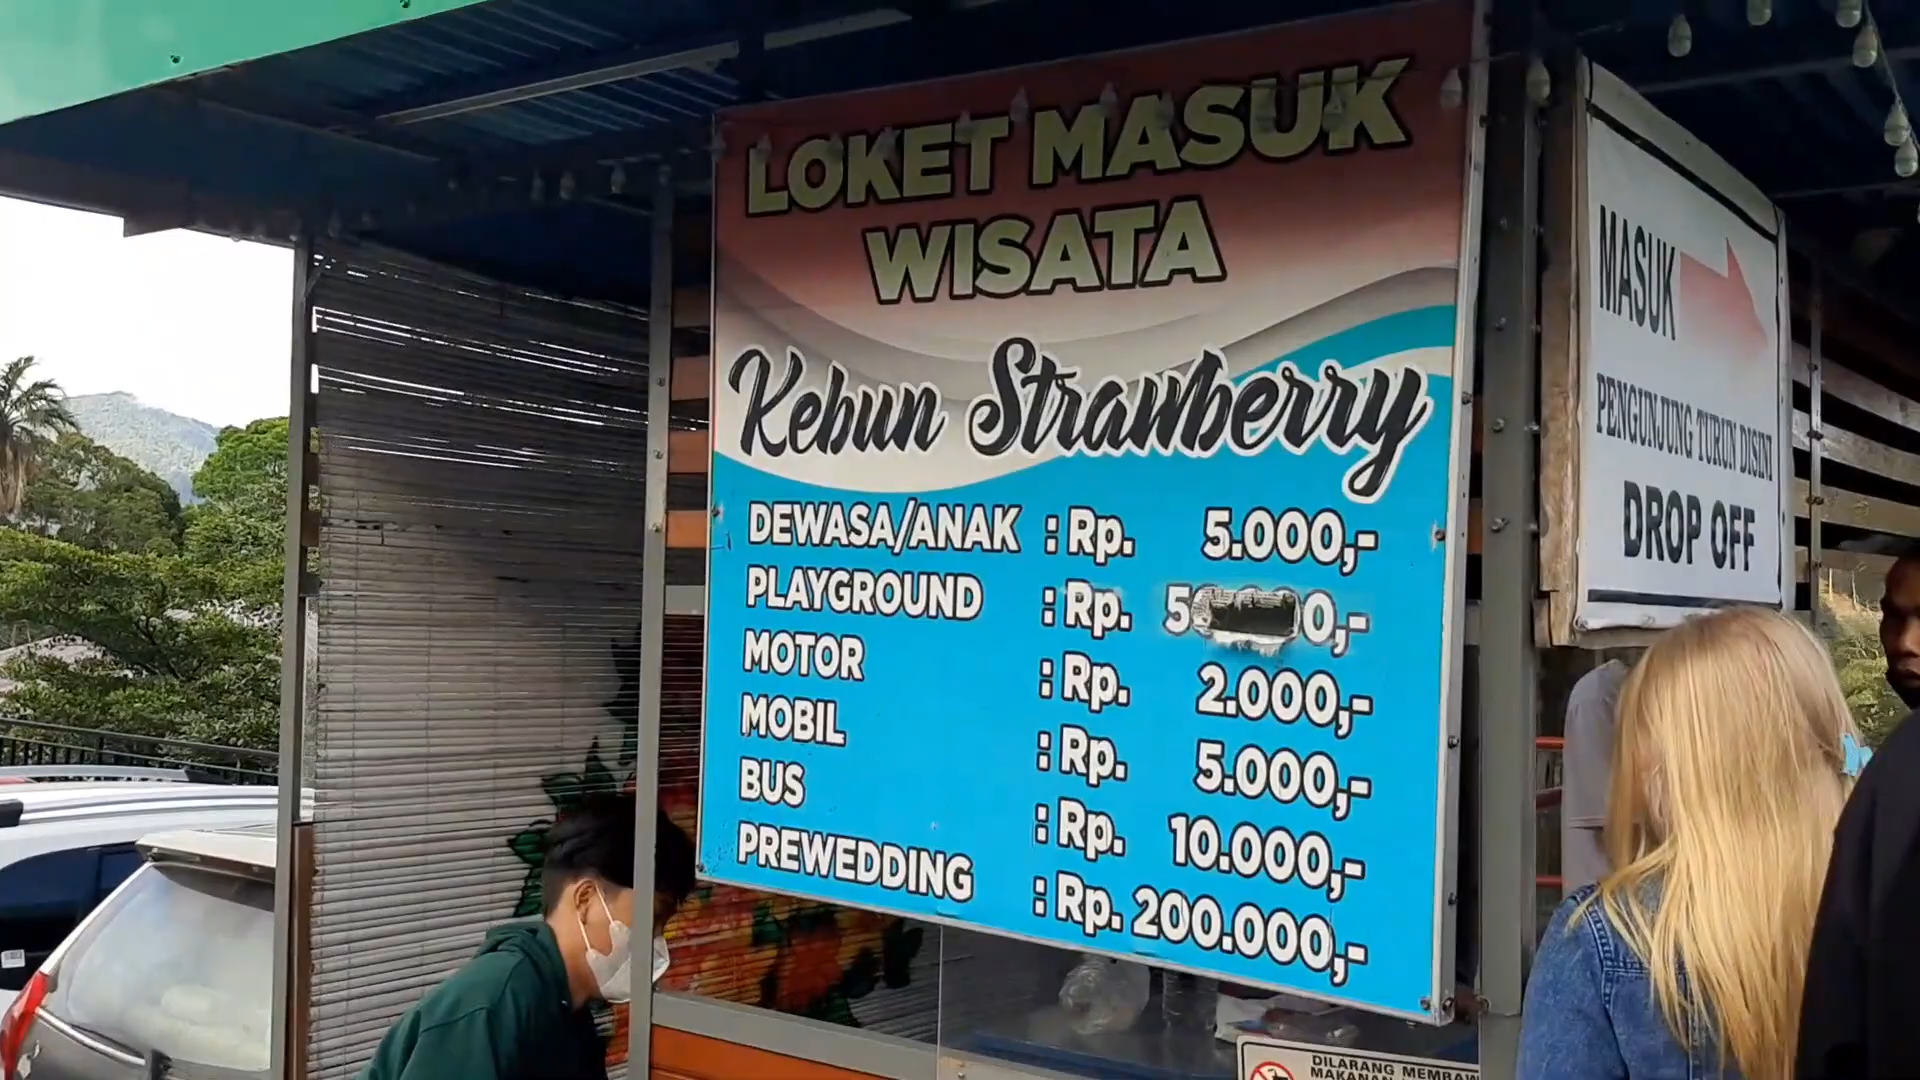 LOKET MASUK
WISATA
Kebun Strawberry
DEWASA/ANAK : Rp. 5.000,-
PLAYGROUND : Rp.
MOTOR : Rp. 2.000,-
MOBIL : Rp. 5.000,-
BUS : Rp. 10.000,-
PREWEDDING : Rp. 200.000,-
MASUK
PENGUNJUNG TURUN DISINI
DROP OFF
DILARANG
MAKANAN